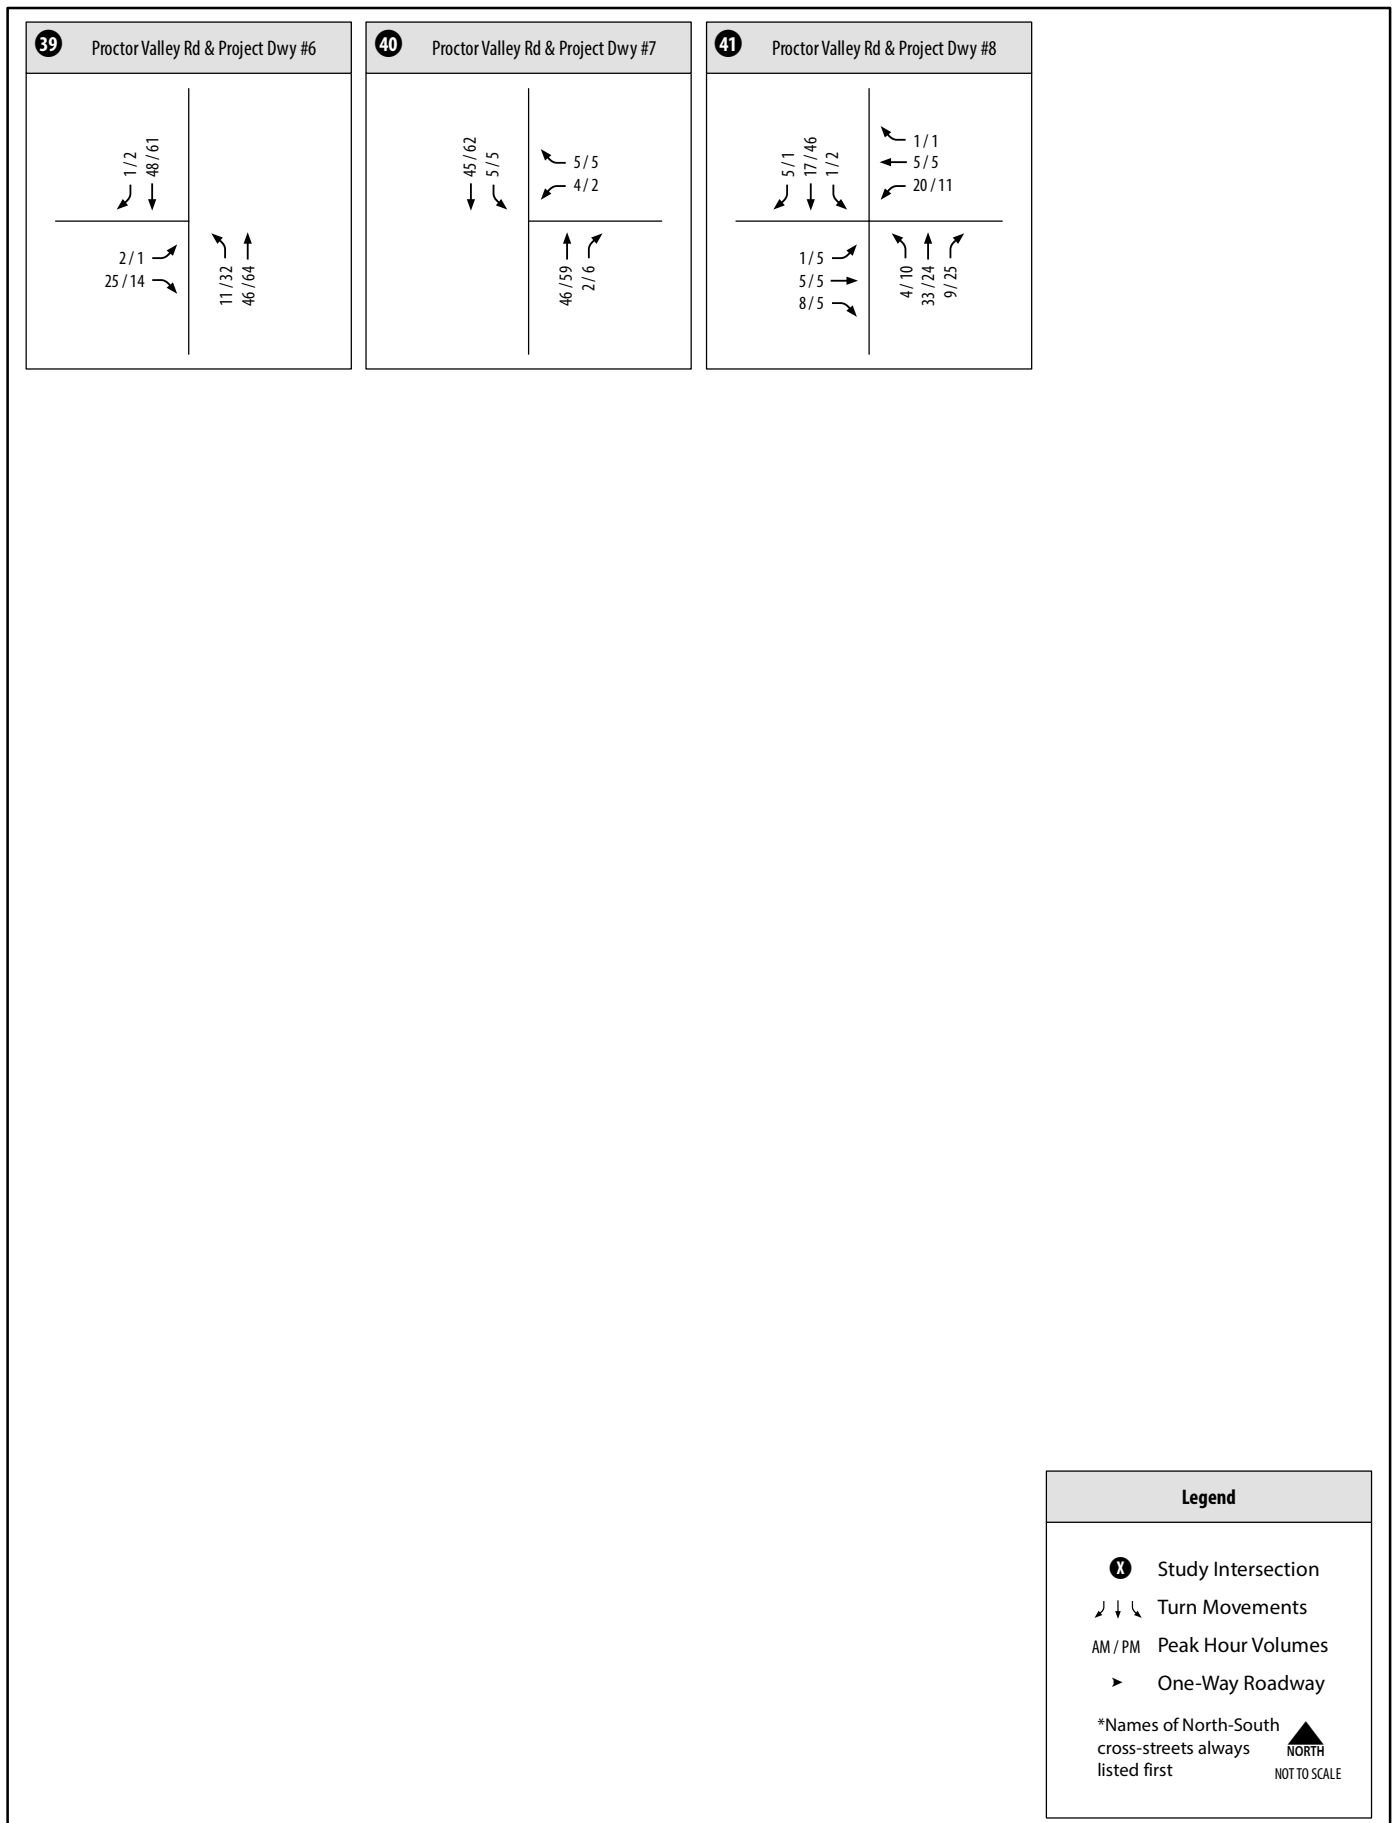 39 Proctor Valley Rd & Project Dwy #6
1 / 2
48 / 61
2 / 1
25 / 14
11 / 32
46 / 64
40 Proctor Valley Rd & Project Dwy #7
45 / 62
5 / 5
5 / 5
4 / 2
46 / 59
2 / 6
41 Proctor Valley Rd & Project Dwy #8
5 / 1
17 / 46
1 / 2
1 / 1
5 / 5
20 / 11
1 / 5
5 / 5
8 / 5
4 / 10
33 / 24
9 / 25
Legend
X Study Intersection
Turn Movements
AM / PM Peak Hour Volumes
One-Way Roadway
*Names of North-South
cross-streets always
listed first
NORTH
NOT TO SCALE